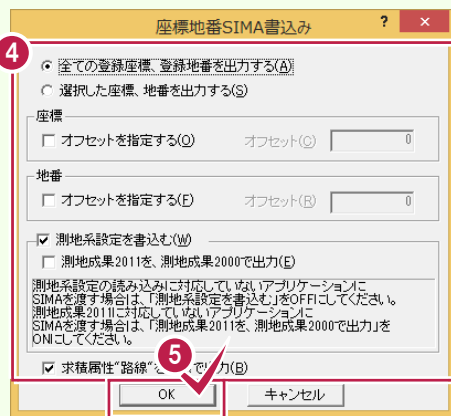 座標地番SIMA書込み ? ×
4
全ての登録座標、登録地番を出力する(A)
選択した座標、地番を出力する(S)
座標
オフセットを指定する(O) オフセット(C) 0
地番
オフセットを指定する(F) オフセット(R) 0
測地系設定を書込む(W)
測地成果2011を、測地成果2000で出力(E)
測地系設定の読み込みに対応していないアプリケーションに
SIMAを渡す場合は、「測地系設定を書込む」をOFFにしてください。
測地成果2011に対応していないアプリケーションに
SIMAを渡す場合は、「測地成果2011を、測地成果2000で出力」を
ONにしてください。
求積属性"路線"を で出力(B)
5
OK キャンセル